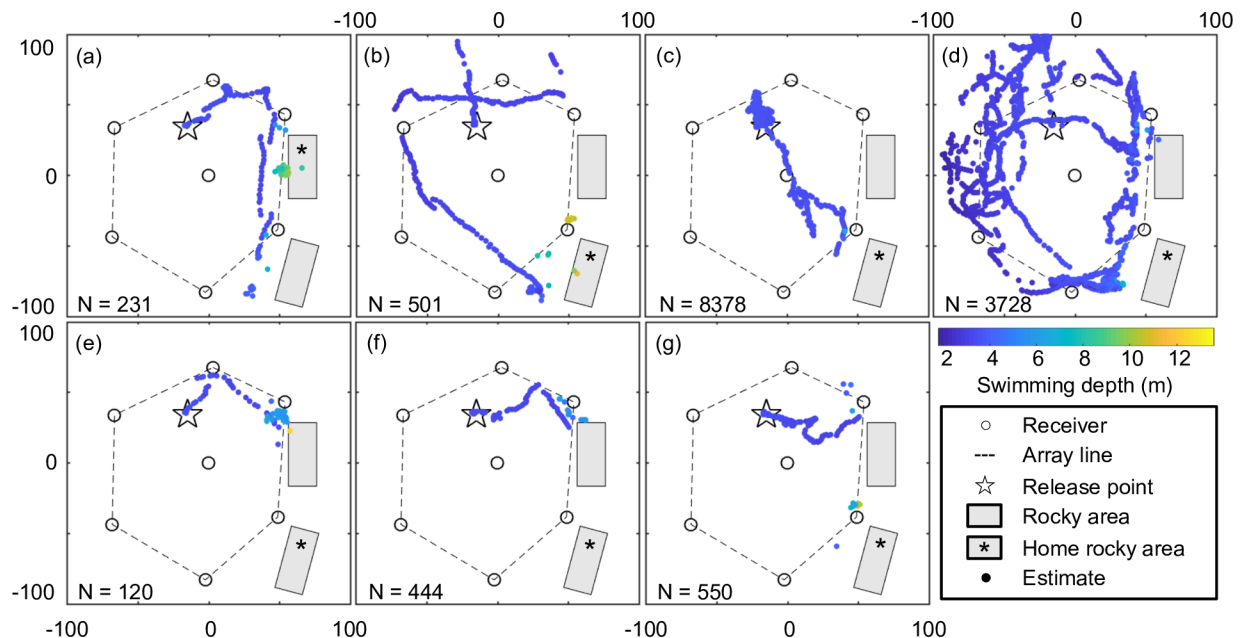 -100 0 100 -100 0 100
100 (a) (b) (c) (d)
0 * 
-100 N = 231 N = 501 * N = 8378 * N = 3728 *
100 (e) (f) (g)
0
-100 N = 120 * N = 444 * N = 550 *
-100 0 100 -100 0 100
2 4 6 8 10 12
Swimming depth (m)
Receiver
Array line
Release point
Rocky area
* Home rocky area
Estimate